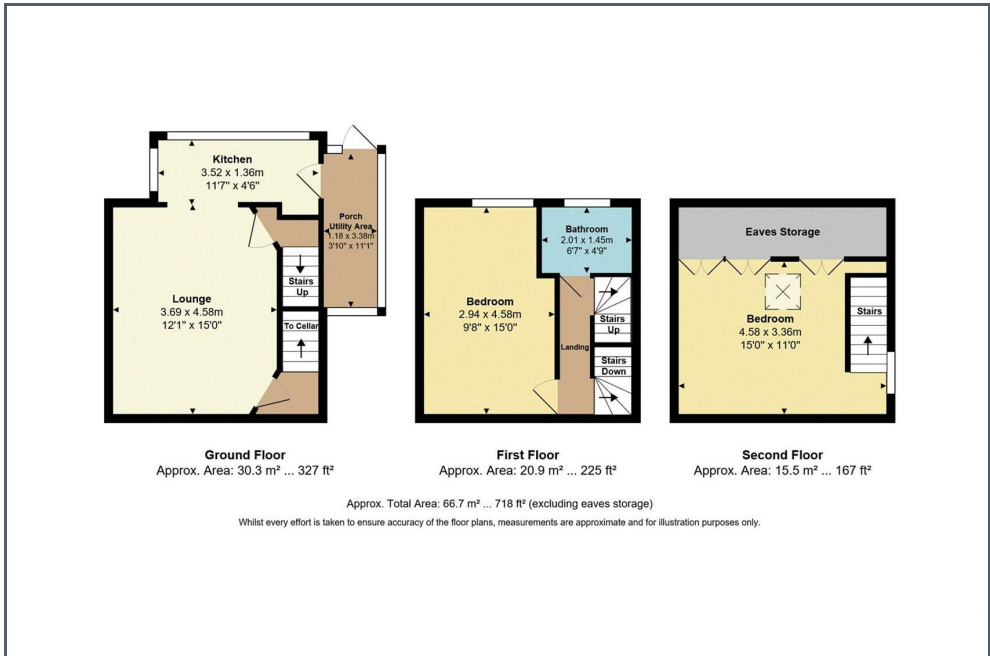 Kitchen
3.52 x 1.36m
11'7" x 4'6"
Porch
Utility Area
1.18 x 3.38m
3'10" x 11'1"
Lounge
3.69 x 4.58m
12'1" x 15'0"
Stairs
Up
To Cellar
Ground Floor
Approx. Area: 30.3 m² ... 327 ft²
Bathroom
2.01 x 1.45m
6'7" x 4'9"
Bedroom
2.94 x 4.58m
9'8" x 15'0"
Landing
Stairs
Up
Stairs
Down
First Floor
Approx. Area: 20.9 m² ... 225 ft²
Eaves Storage
Bedroom
4.58 x 3.36m
15'0" x 11'0"
Stairs
Second Floor
Approx. Area: 15.5 m² ... 167 ft²
Approx. Total Area: 66.7 m² ... 718 ft² (excluding eaves storage)
Whilst every effort is taken to ensure accuracy of the floor plans, measurements are approximate and for illustration purposes only.